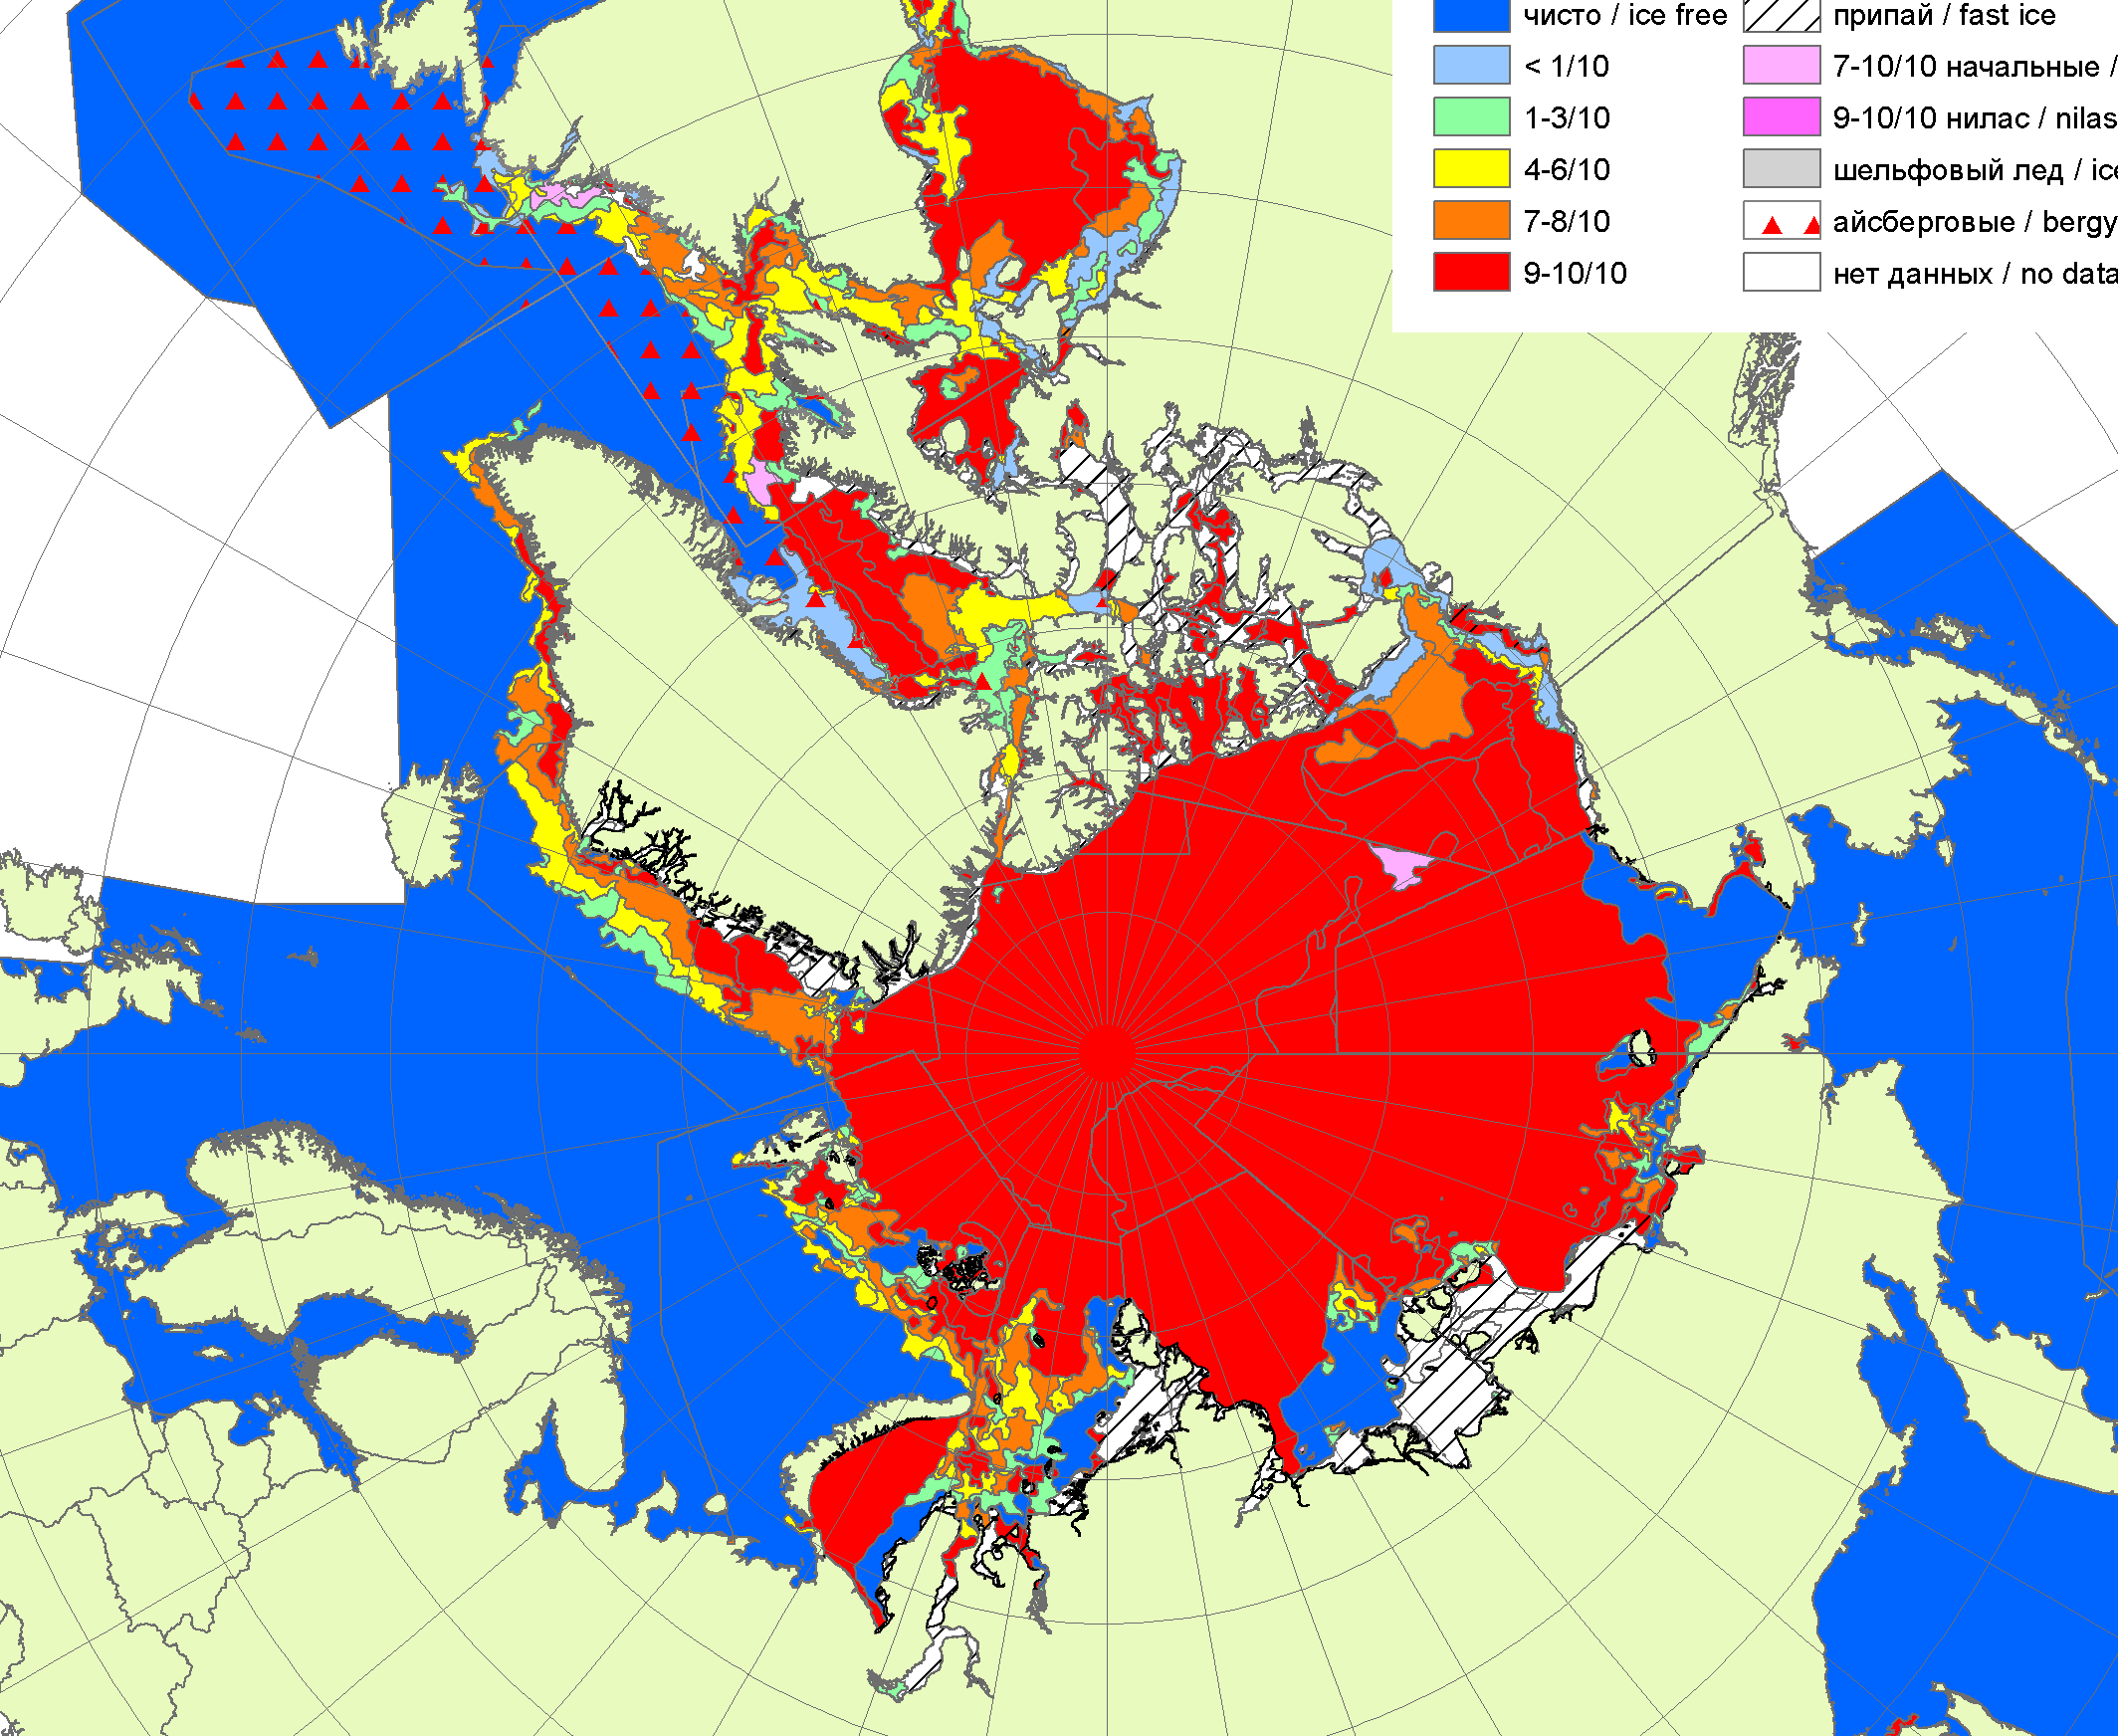 чисто / ice free
припай / fast ice
< 1/10
7-10/10 начальные /
1-3/10
9-10/10 нилас / nilas
4-6/10
шельфовый лед / ice
7-8/10
айсберговые / bergy
9-10/10
нет данных / no data